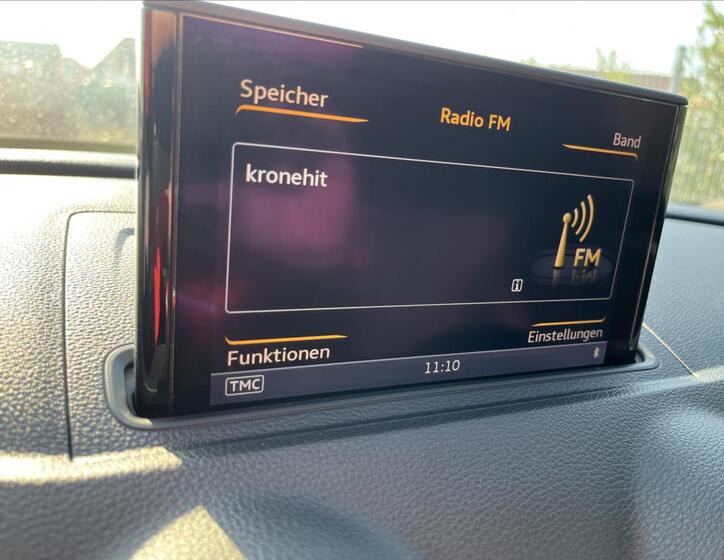 Speicher
Radio FM
Band
kronehit
FM
i
Funktionen
Einstellungen
TMC
11:10